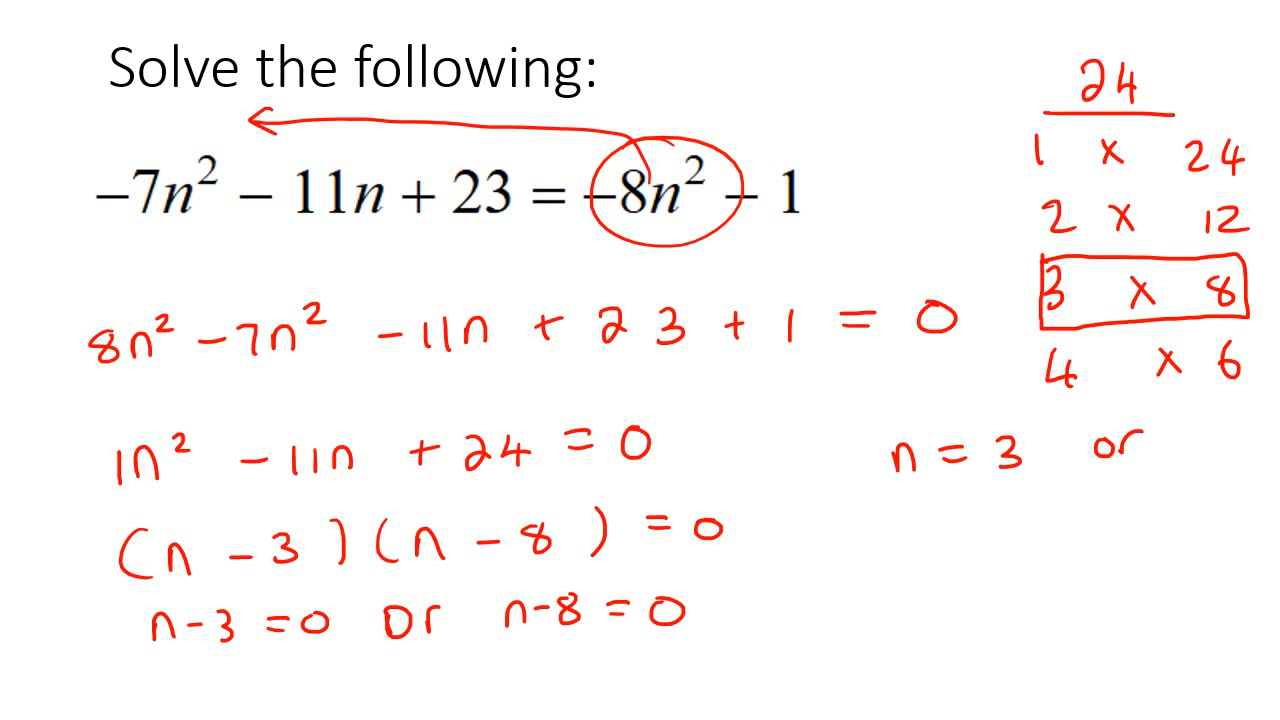 Solve the following:
−7n² − 11n + 23 = −8n² − 1
8n² − 7n² − 11n + 23 + 1 = 0
1n² − 11n + 24 = 0
(n − 3)(n − 8) = 0
n − 3 = 0 or n − 8 = 0
24
1 x 24
2 x 12
3 x 8
4 x 6
n = 3 or